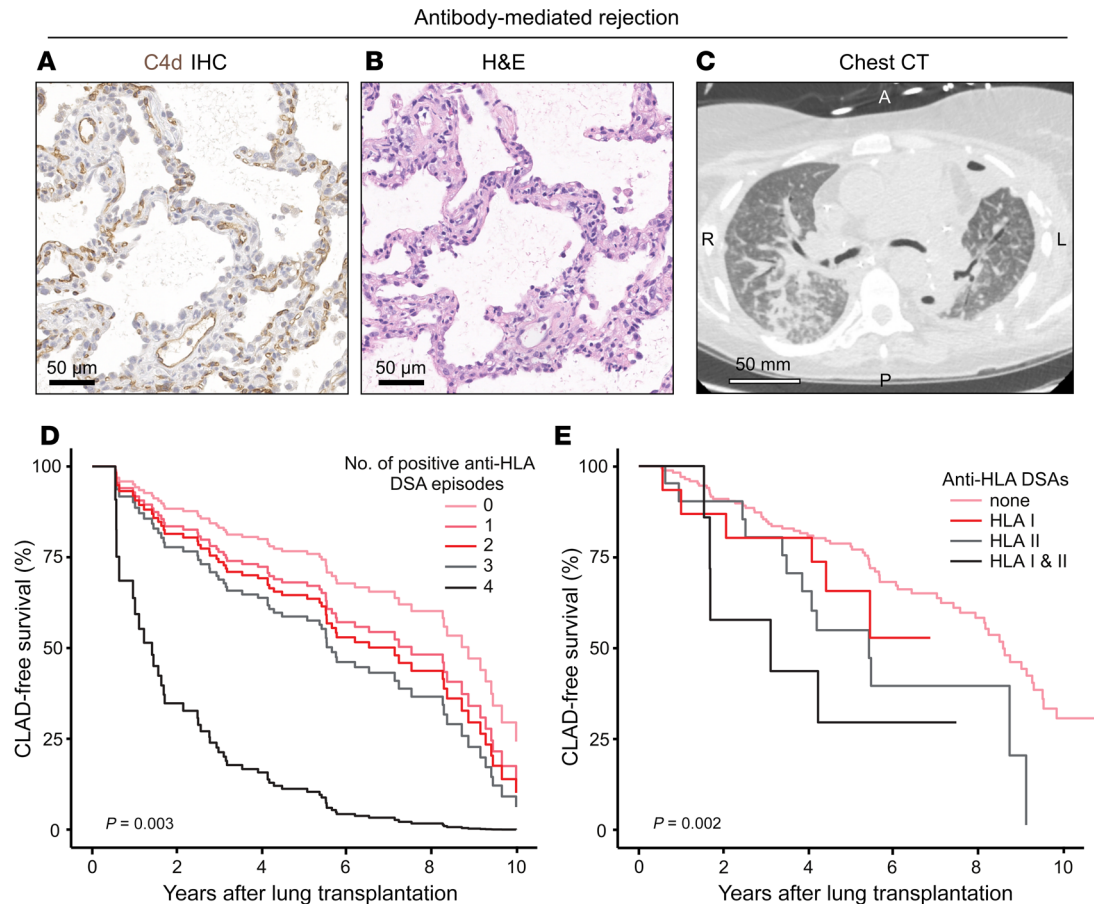 Antibody-mediated rejection
A
C4d IHC
50 µm
B
H&E
50 µm
C
Chest CT
A
R
L
50 mm
P
D
No. of positive anti-HLA
DSA episodes
0
1
2
3
4
CLAD-free survival (%)
100
75
50
25
0
P = 0.003
0 2 4 6 8 10
Years after lung transplantation
E
Anti-HLA DSAs
none
HLA I
HLA II
HLA I & II
CLAD-free survival (%)
100
75
50
25
0
P = 0.002
0 2 4 6 8 10
Years after lung transplantation